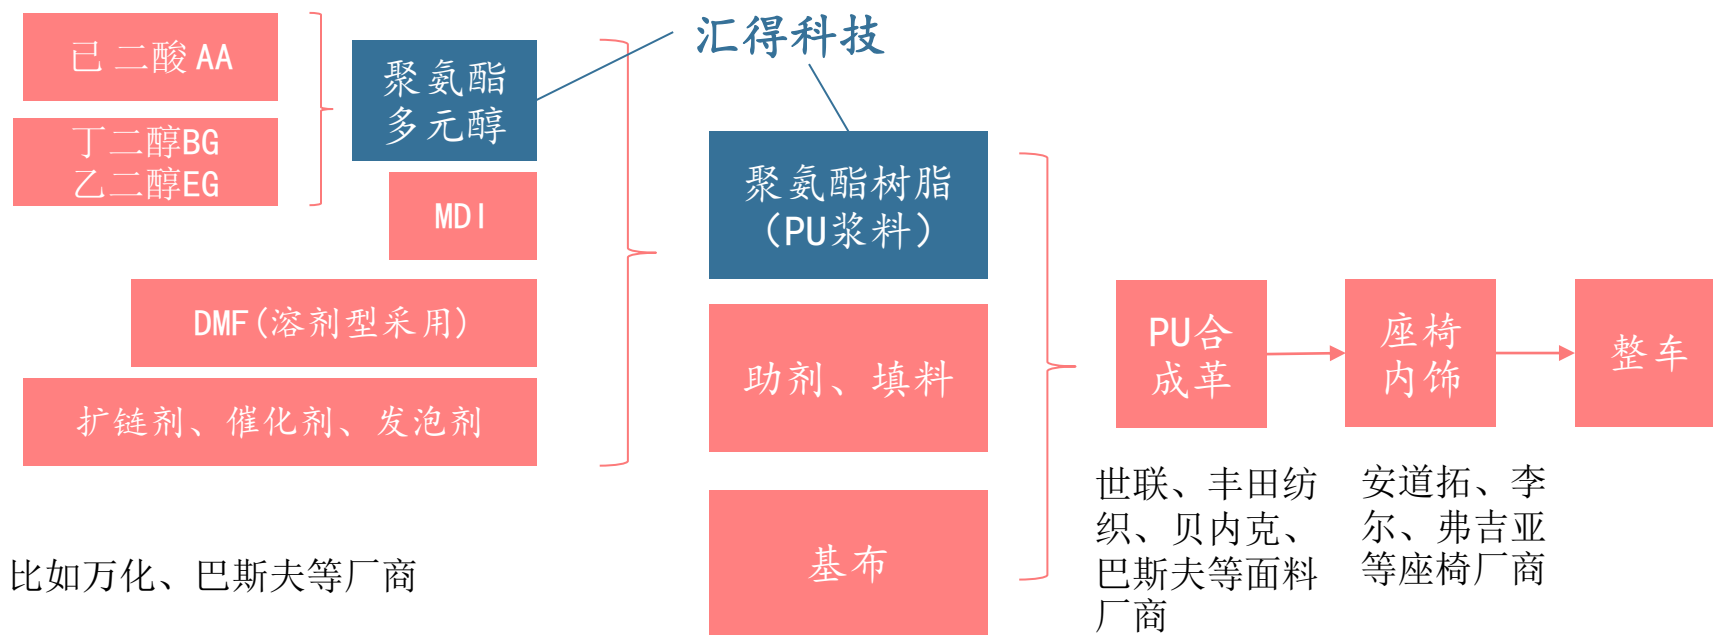 己二酸AA
丁二醇BG
乙二醇EG
聚氨酯
多元醇
MDI
DMF(溶剂型采用)
扩链剂、催化剂、发泡剂
比如万化、巴斯夫等厂商
汇得科技
聚氨酯树脂
（PU浆料）
助剂、填料
基布
PU合
成革
世联、丰田纺
织、贝内克、
巴斯夫等面料
厂商
座椅
内饰
安道拓、李
尔、弗吉亚
等座椅厂商
整车